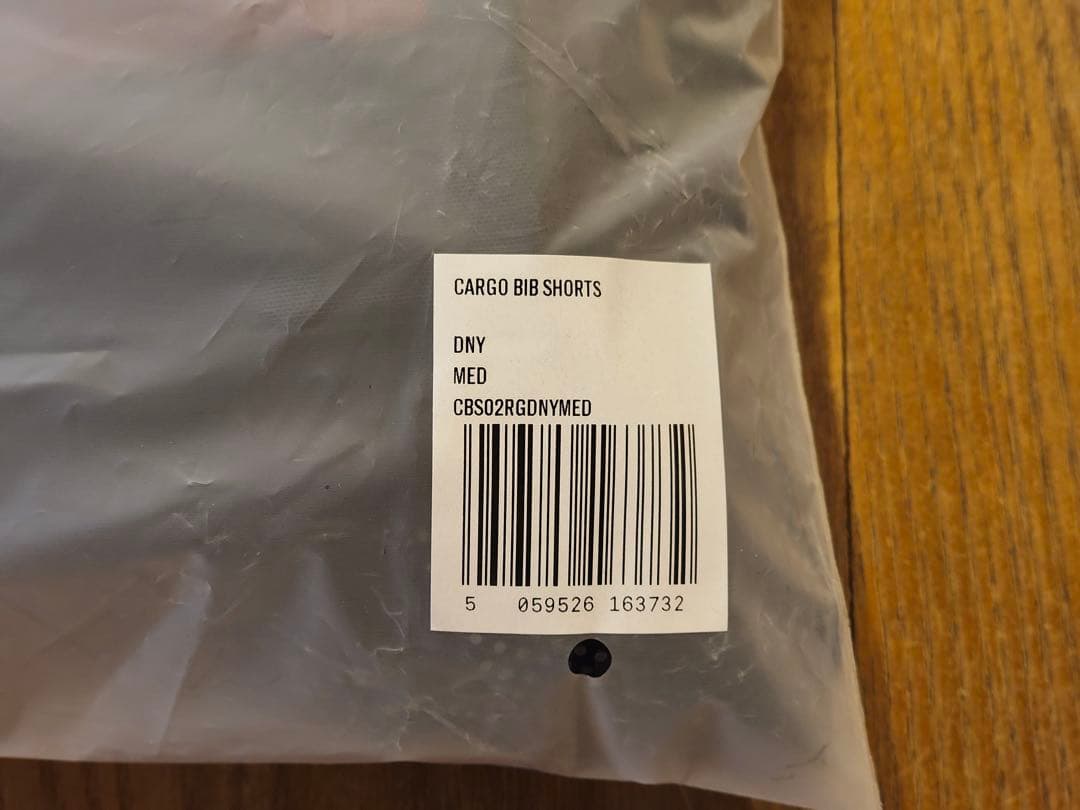 CARGO BIB SHORTS
DNY
MED
CBS02RGDNYMED
5 059526 163732